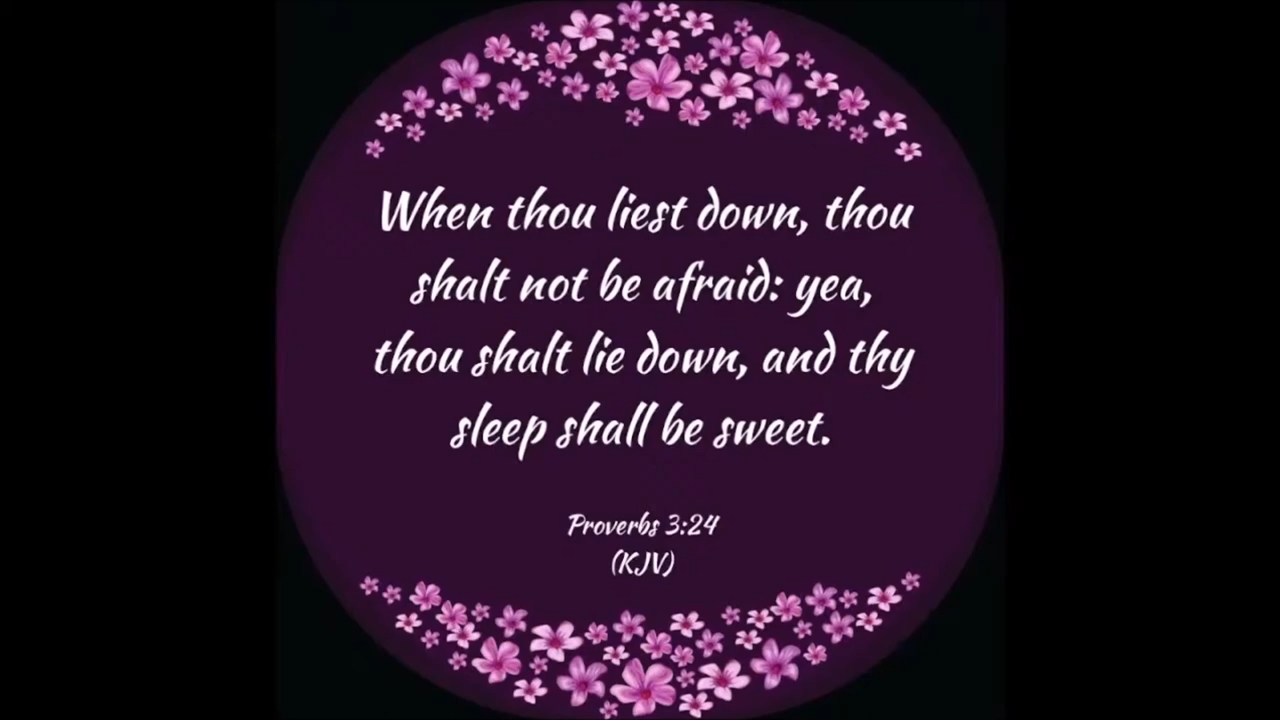 When thou liest down, thou
shalt not be afraid: yea,
thou shalt lie down, and thy
sleep shall be sweet.
Proverbs 3:24
(KJV)